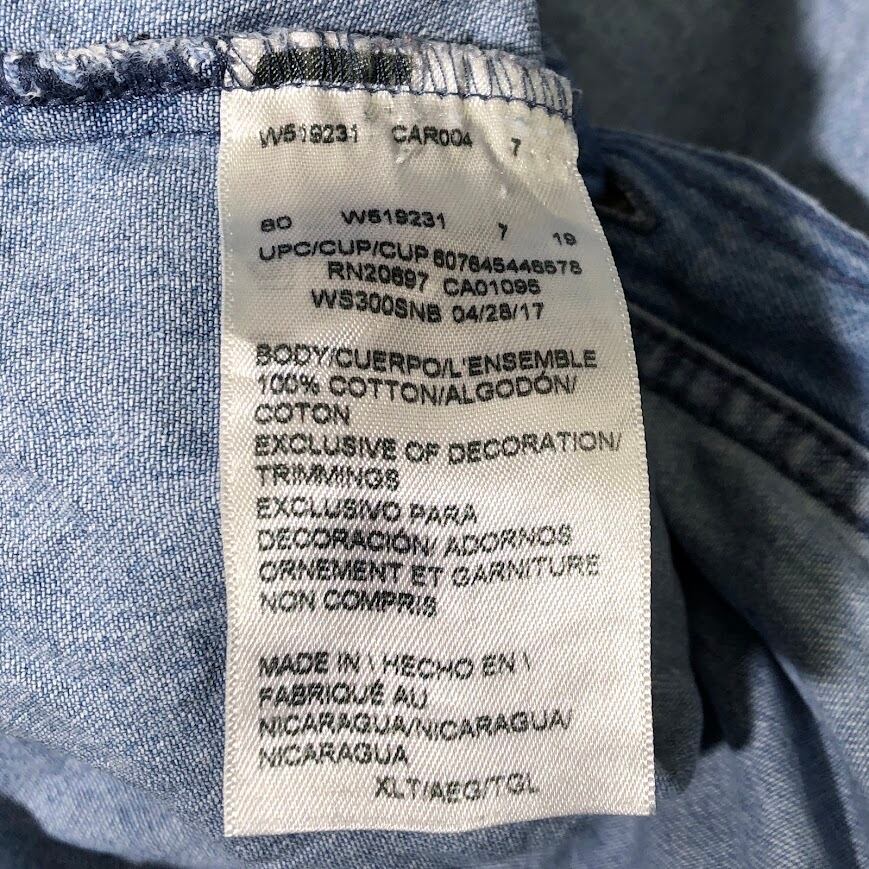 W519231 CAR004 7
BO W519231 7 19
UPC/CUP/CUP 607645446578
RN20697 CA01096
WS300SNB 04/28/17
BODY/CUERPO/L'ENSEMBLE
100% COTTON/ALGODÓN/
COTON
EXCLUSIVE OF DECORATION/
TRIMMINGS
EXCLUSIVO PARA
DECORACIÓN/ ADORNOS
ORNEMENT ET GARNITURE
NON COMPRIS
MADE IN \ HECHO EN \
FABRIQUÉ AU
NICARAGUA/NICARAGUA/
NICARAGUA
XLT/AEG/TGL